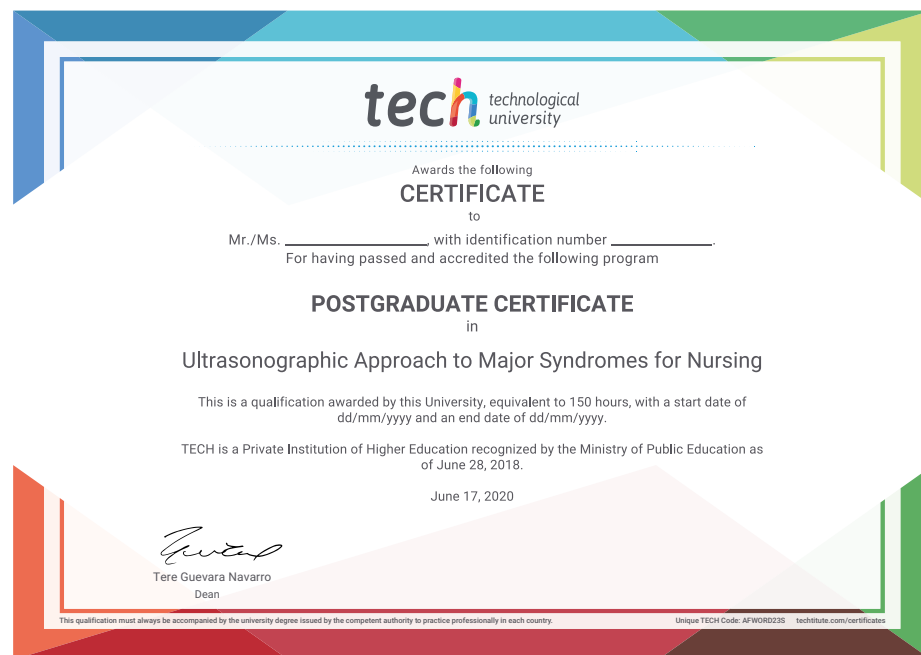 tech technological
university
Awards the following
CERTIFICATE
to
Mr./Ms. ____________________, with identification number ______________.
For having passed and accredited the following program
POSTGRADUATE CERTIFICATE
in
Ultrasonographic Approach to Major Syndromes for Nursing
This is a qualification awarded by this University, equivalent to 150 hours, with a start date of
dd/mm/yyyy and an end date of dd/mm/yyyy.
TECH is a Private Institution of Higher Education recognized by the Ministry of Public Education as
of June 28, 2018.
June 17, 2020
Tere Guevara Navarro
Dean
This qualification must always be accompanied by the university degree issued by the competent authority to practice professionally in each country.
Unique TECH Code: AFWORD23S techtitute.com/certificates